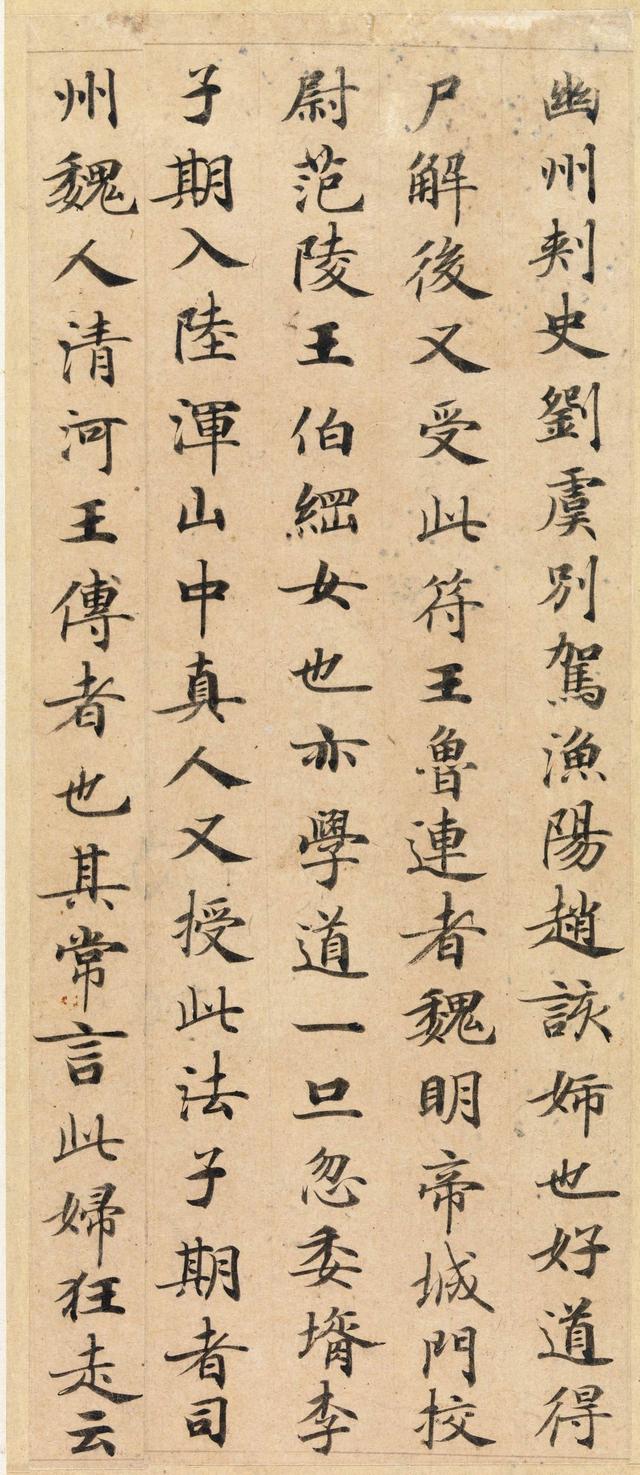 幽州刾史劉虞別駕漁陽趙該姉也好道得
尸解後又受此符王魯連者魏明帝城門挍
尉范陵王伯綱女也亦學道一旦忽委壻李
子期入陸渾山中真人又授此法子期者司
州魏人清河王傅者也其常言此婦狂走云